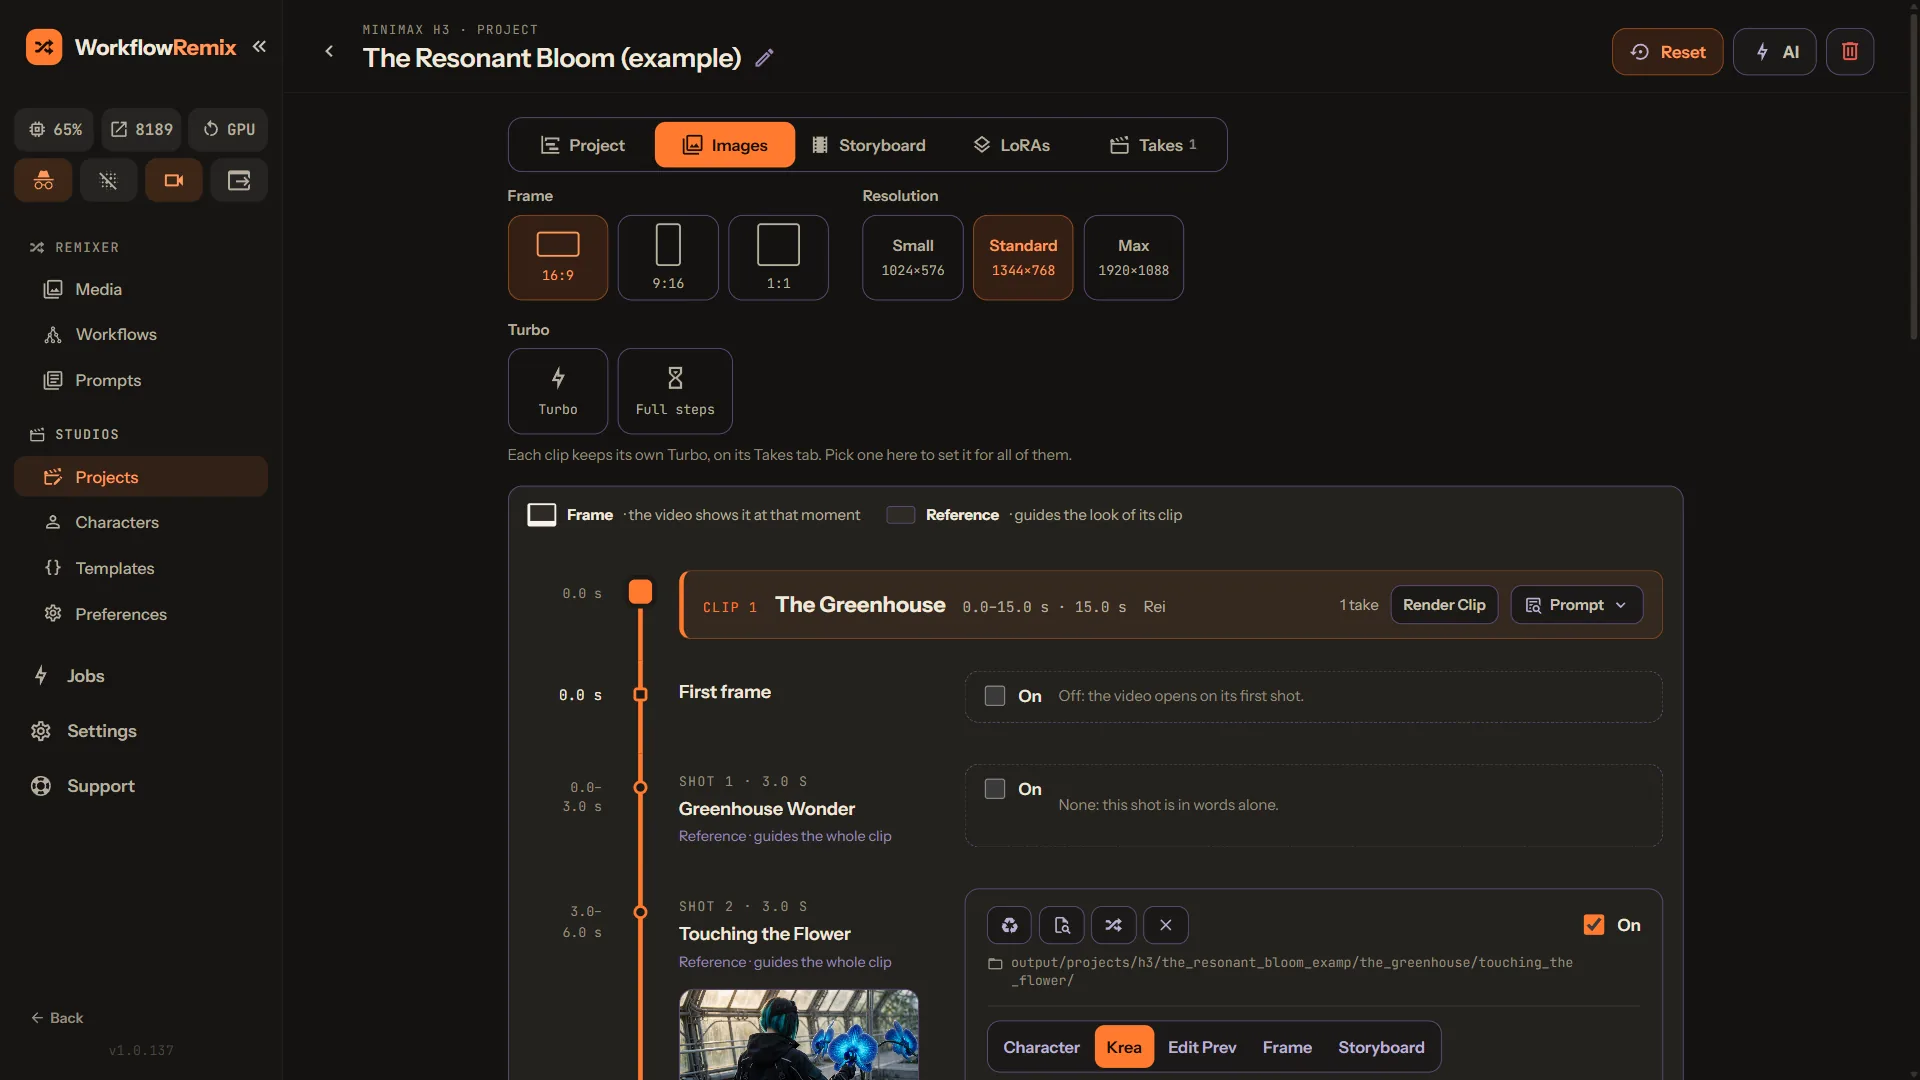 WorkflowRemix
65%
8189
GPU
REMIXER
Media
Workflows
Prompts
STUDIOS
Projects
Characters
Templates
Preferences
Jobs
Settings
Support
Back
v1.0.137
MINIMAX H3 · PROJECT
The Resonant Bloom (example)
Reset
AI
Project
Images
Storyboard
LoRAs
Takes 1
Frame
16:9
9:16
1:1
Resolution
Small
1024×576
Standard
1344×768
Max
1920×1088
Turbo
Turbo
Full steps
Each clip keeps its own Turbo, on its Takes tab. Pick one here to set it for all of them.
Frame · the video shows it at that moment
Reference · guides the look of its clip
0.0 s
CLIP 1 The Greenhouse 0.0–15.0 s · 15.0 s Rei
1 take
Render Clip
Prompt
0.0 s
First frame
On Off: the video opens on its first shot.
0.0–
3.0 s
SHOT 1 · 3.0 S
Greenhouse Wonder
Reference · guides the whole clip
On
None: this shot is in words alone.
3.0–
6.0 s
SHOT 2 · 3.0 S
Touching the Flower
Reference · guides the whole clip
On
output/projects/h3/the_resonant_bloom_examp/the_greenhouse/touching_the
_flower/
Character
Krea
Edit Prev
Frame
Storyboard